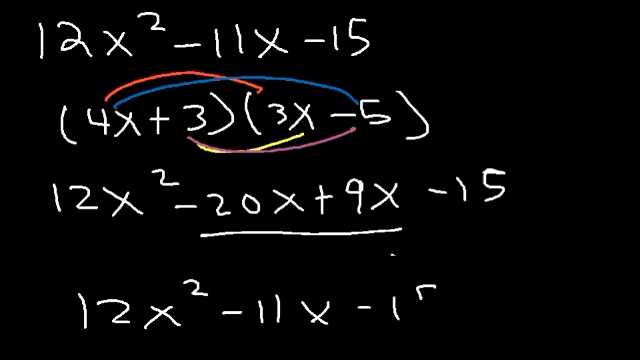 12x² - 11x - 15
(4x + 3)(3x - 5)
12x² - 20x + 9x - 15
12x² - 11x - 1